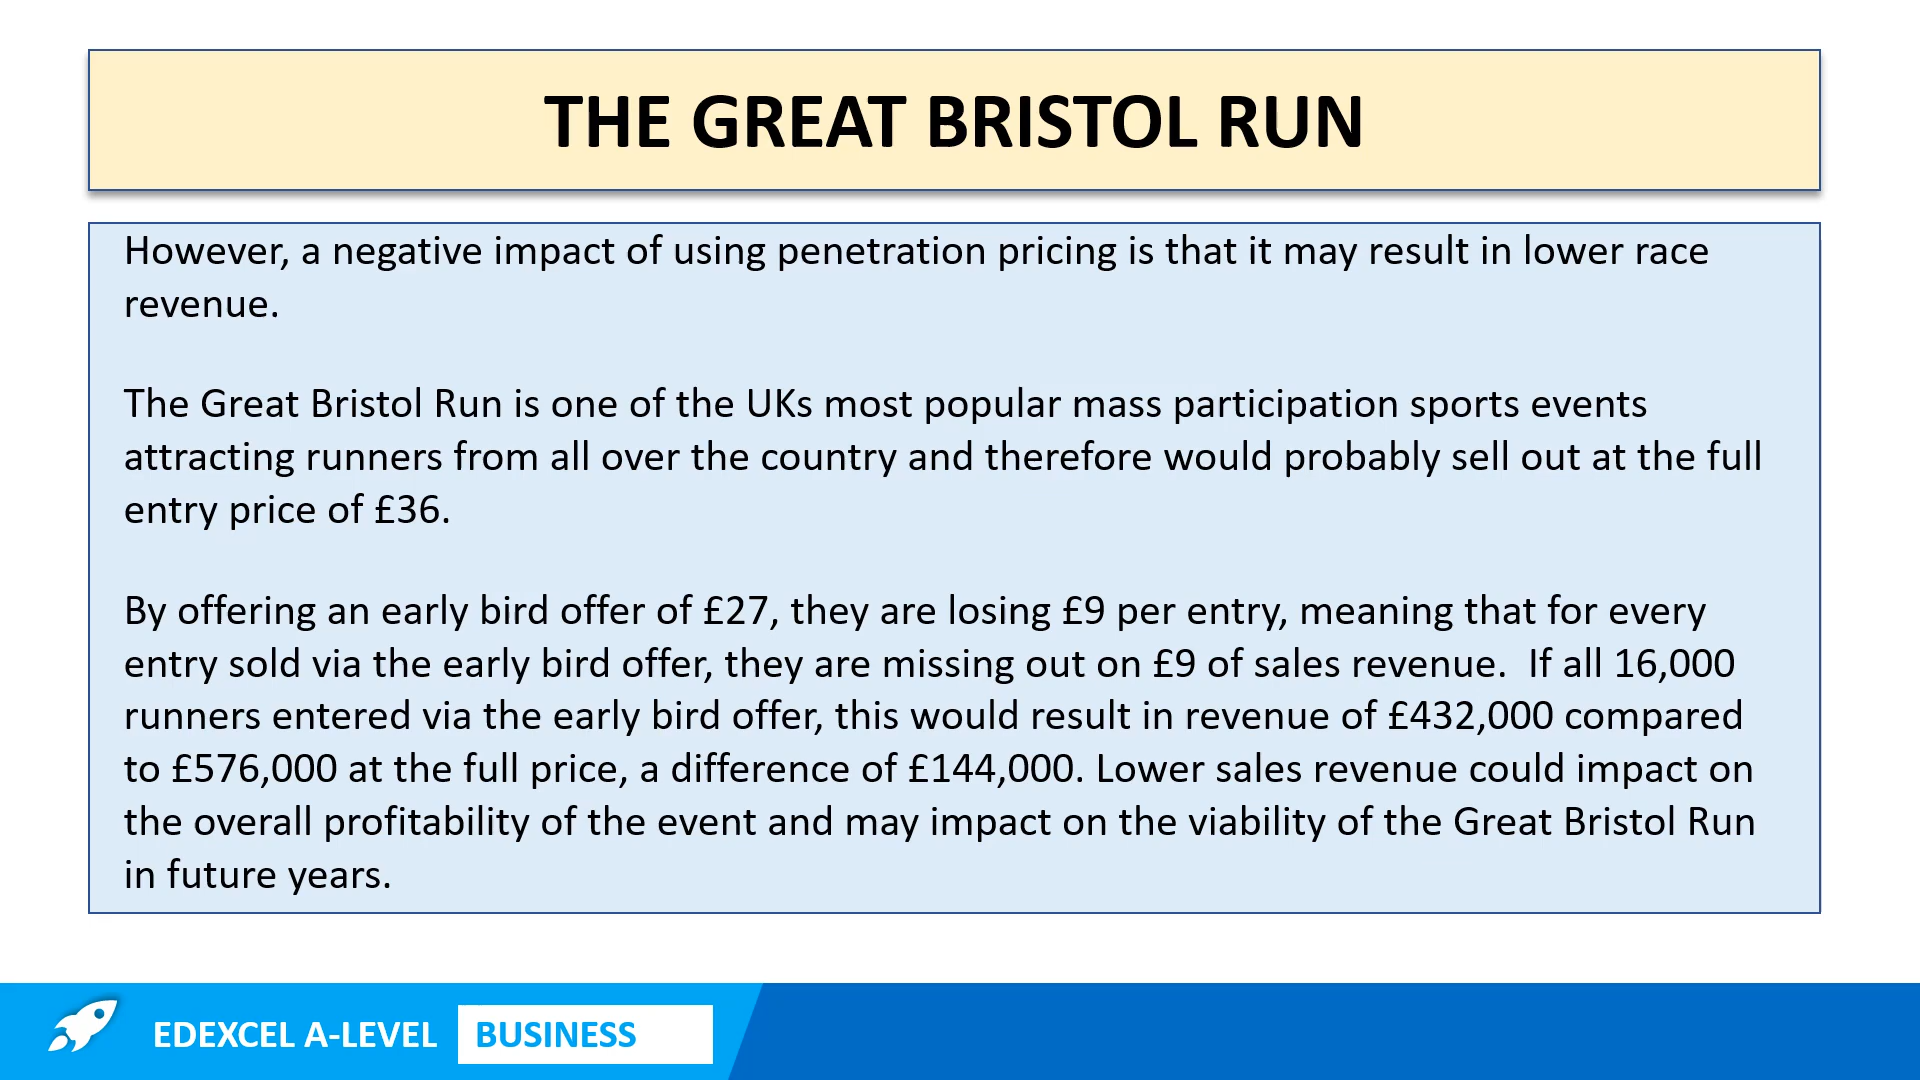 THE GREAT BRISTOL RUN
However, a negative impact of using penetration pricing is that it may result in lower race
revenue.
The Great Bristol Run is one of the UKs most popular mass participation sports events
attracting runners from all over the country and therefore would probably sell out at the full
entry price of £36.
By offering an early bird offer of £27, they are losing £9 per entry, meaning that for every
entry sold via the early bird offer, they are missing out on £9 of sales revenue.  If all 16,000
runners entered via the early bird offer, this would result in revenue of £432,000 compared
to £576,000 at the full price, a difference of £144,000. Lower sales revenue could impact on
the overall profitability of the event and may impact on the viability of the Great Bristol Run
in future years.
EDEXCEL A-LEVEL BUSINESS